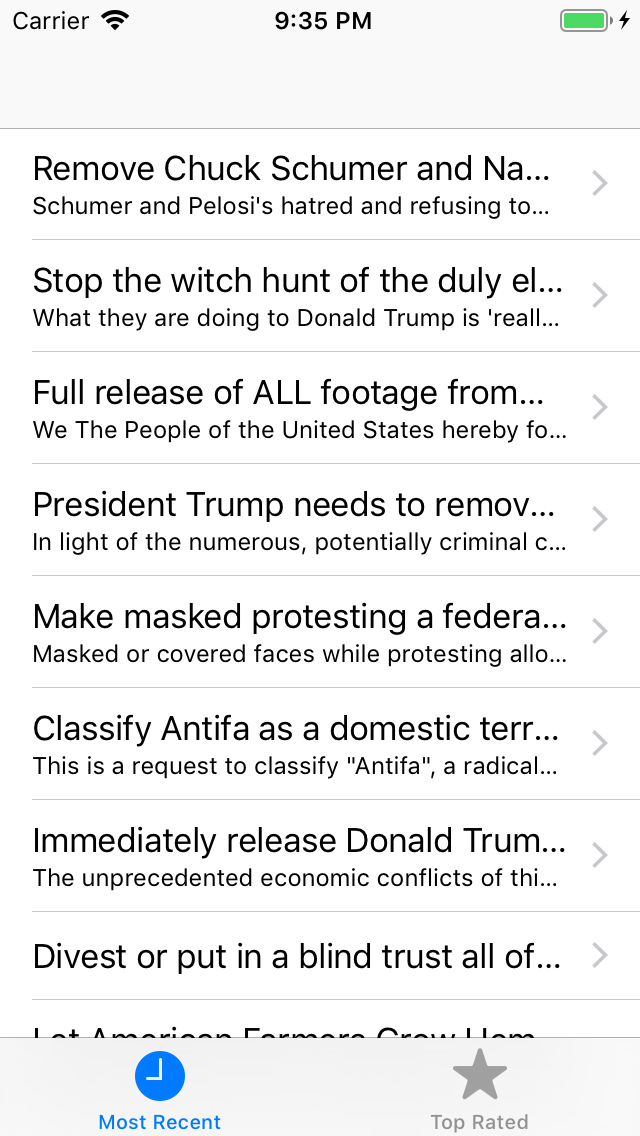 Carrier 9:35 PM
Remove Chuck Schumer and Na...
Schumer and Pelosi's hatred and refusing to...
Stop the witch hunt of the duly el...
What they are doing to Donald Trump is 'reall...
Full release of ALL footage from...
We The People of the United States hereby fo...
President Trump needs to remov...
In light of the numerous, potentially criminal c...
Make masked protesting a federa...
Masked or covered faces while protesting allo...
Classify Antifa as a domestic terr...
This is a request to classify "Antifa", a radical...
Immediately release Donald Trum...
The unprecedented economic conflicts of thi...
Divest or put in a blind trust all of...
Let American Farmers Grow Hem...
Most Recent Top Rated